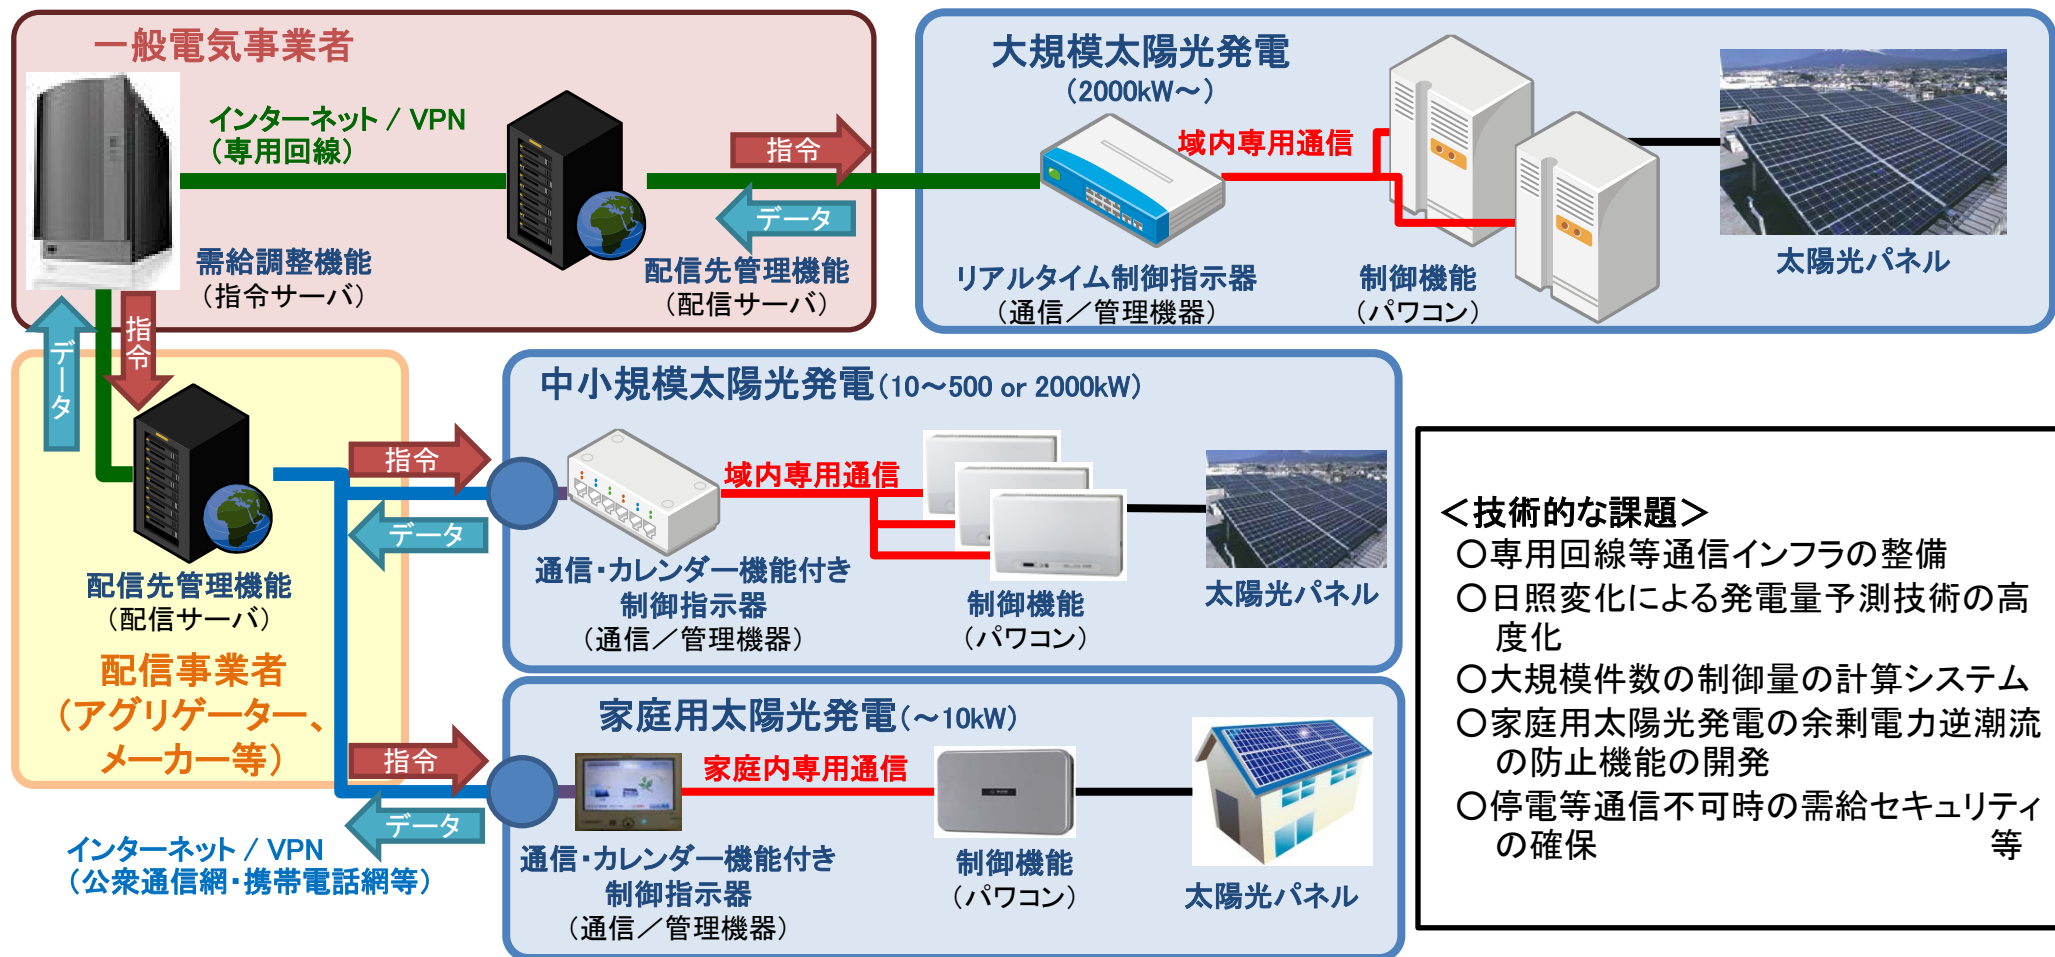 一般電気事業者
インターネット / VPN
（専用回線）
指令
データ
需給調整機能
（指令サーバ）
配信先管理機能
（配信サーバ）
大規模太陽光発電
（2000kW～）
域内専用通信
リアルタイム制御指示器
（通信／管理機器）
制御機能
（パワコン）
太陽光パネル
データ
指令
配信先管理機能
（配信サーバ）
配信事業者
（アグリゲーター、
メーカー等）
指令
データ
中小規模太陽光発電（10～500 or 2000kW）
域内専用通信
通信・カレンダー機能付き
制御指示器
（通信／管理機器）
制御機能
（パワコン）
太陽光パネル
指令
データ
インターネット / VPN
（公衆通信網・携帯電話網等）
家庭用太陽光発電（～10kW）
家庭内専用通信
通信・カレンダー機能付き
制御指示器
（通信／管理機器）
制御機能
（パワコン）
太陽光パネル
＜技術的な課題＞
○専用回線等通信インフラの整備
○日照変化による発電量予測技術の高
度化
○大規模件数の制御量の計算システム
○家庭用太陽光発電の余剰電力逆潮流
の防止機能の開発
○停電等通信不可時の需給セキュリティ
の確保 等